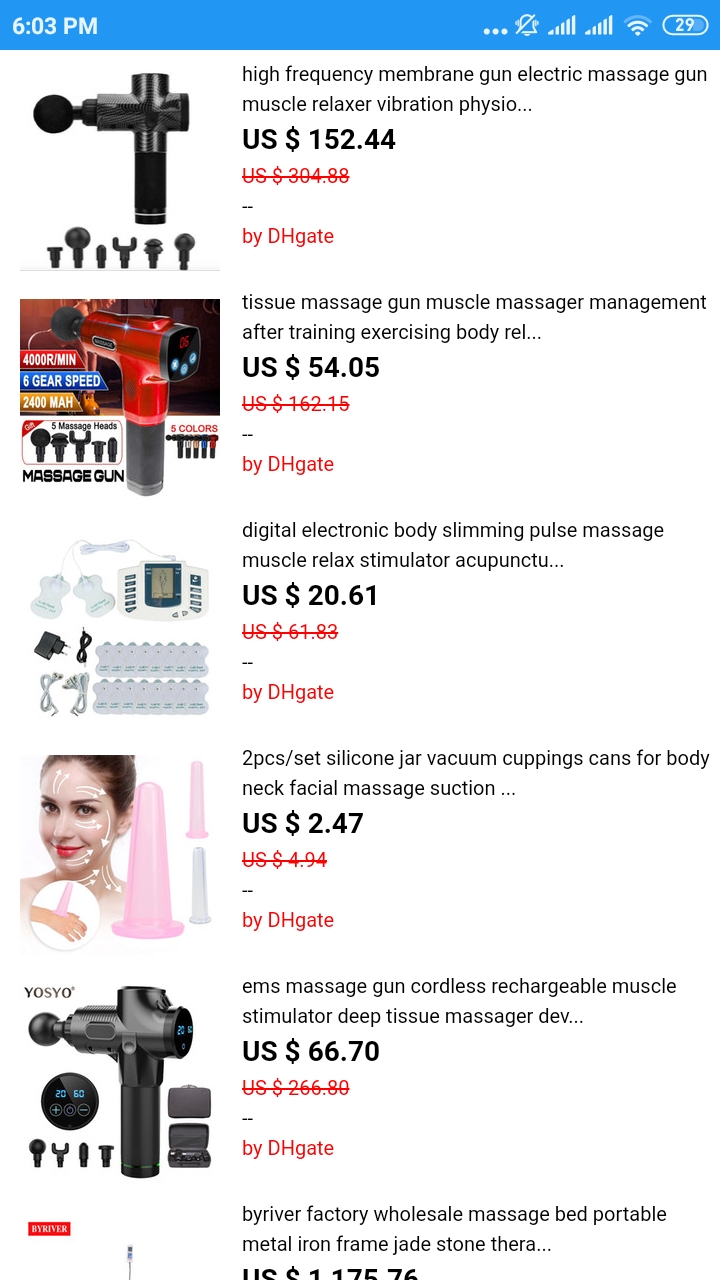 6:03 PM
29
high frequency membrane gun electric massage gun
muscle relaxer vibration physio...
US $ 152.44
US $ 304.88
--
by DHgate
tissue massage gun muscle massager management
after training exercising body rel...
US $ 54.05
US $ 162.15
--
by DHgate
MASSAGE
06
4000R/MIN
6 GEAR SPEED
2400 MAH
Gift
5 Massage Heads
5 COLORS
MASSAGE GUN
digital electronic body slimming pulse massage
muscle relax stimulator acupunctu...
US $ 20.61
US $ 61.83
--
by DHgate
2pcs/set silicone jar vacuum cuppings cans for body
neck facial massage suction ...
US $ 2.47
US $ 4.94
--
by DHgate
YOSYO®
20 60
ems massage gun cordless rechargeable muscle
stimulator deep tissue massager dev...
US $ 66.70
US $ 266.80
--
by DHgate
BYRIVER
byriver factory wholesale massage bed portable
metal iron frame jade stone thera...
US $ 1,175.76